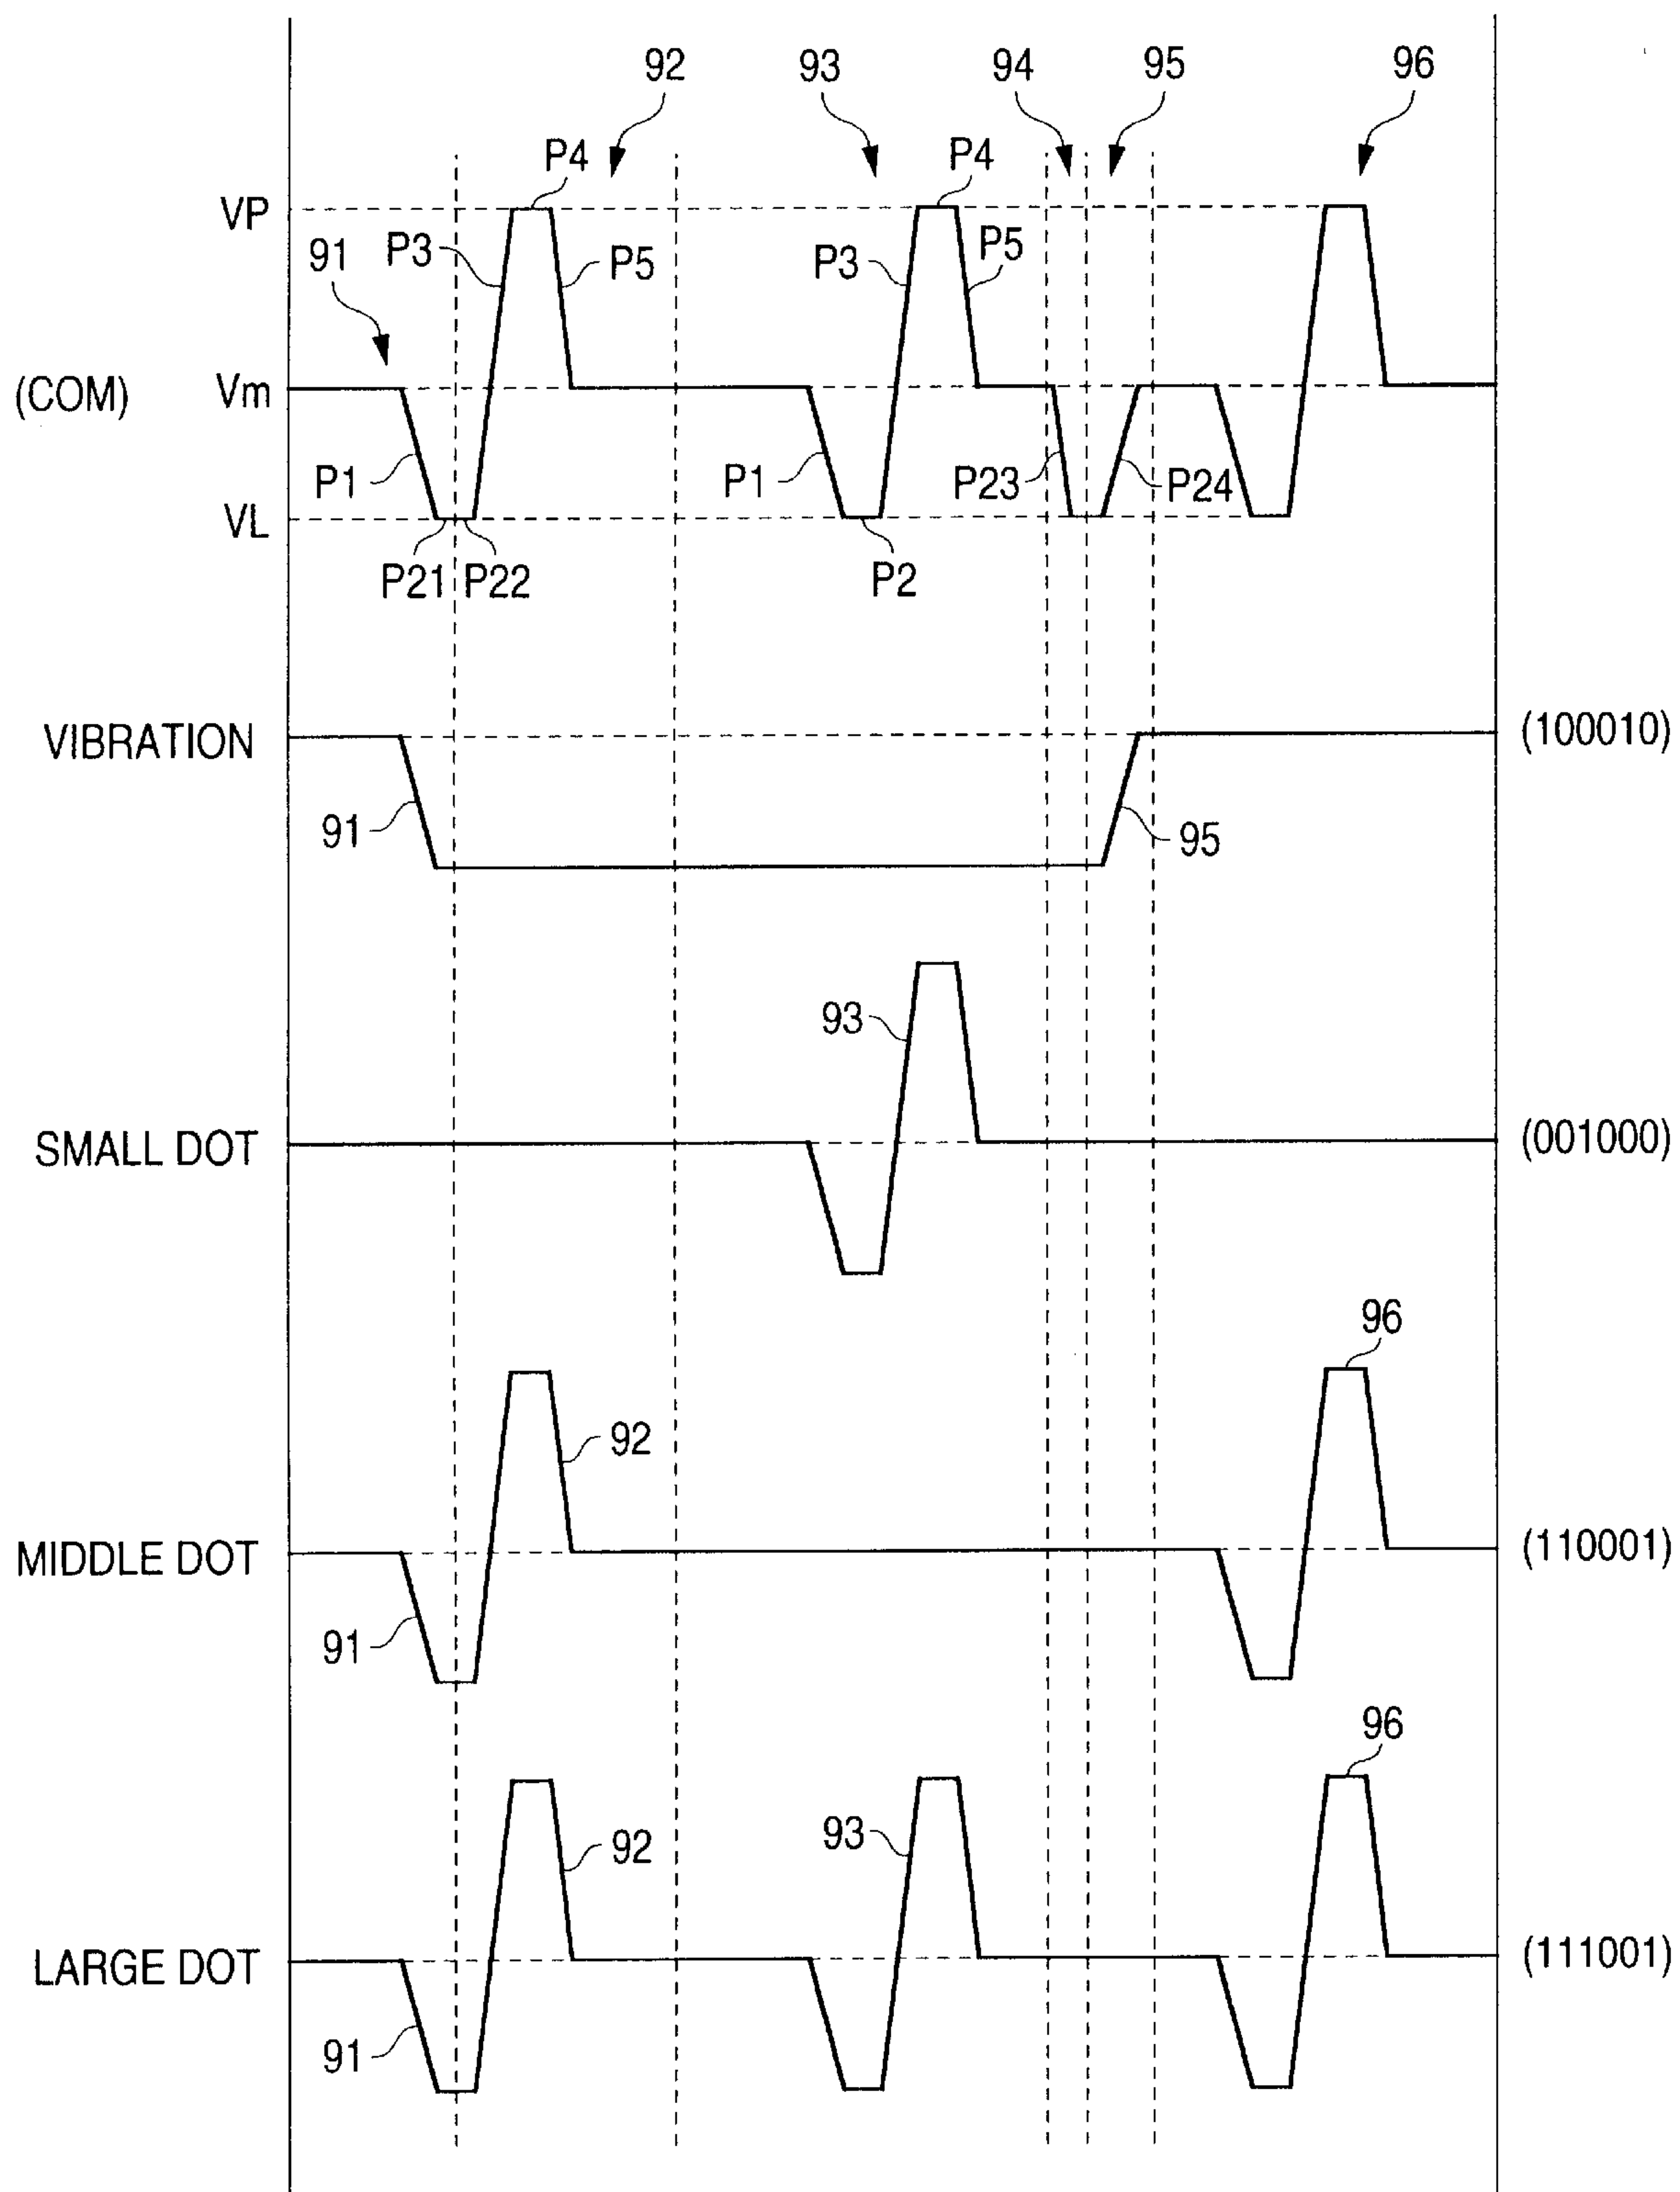 92 93 94 95 96
P4 P4
VP
91 P3 P5 P3 P5
(COM) Vm
P1 P1 P23 P24
VL
P21 P22 P2
VIBRATION (100010)
91 95
93
SMALL DOT (001000)
96
92
MIDDLE DOT (110001)
91
96
92 93
LARGE DOT (111001)
91